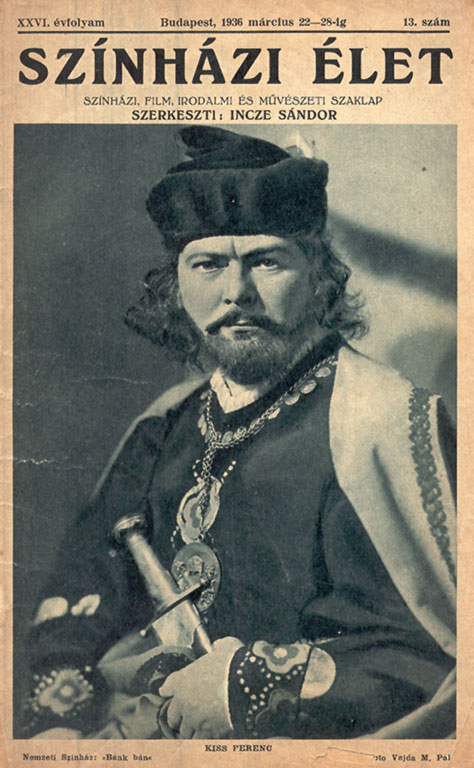 XXVI. évfolyam Budapest, 1936 március 22—28-ig 13. szám
SZÍNHÁZI ÉLET
SZÍNHÁZI, FILM, IRODALMI ÉS MŰVÉSZETI SZAKLAP
SZERKESZTI: INCZE SÁNDOR
KISS FERENC
Nemzeti Színház: »Bánk bán« Vajda M. Pál